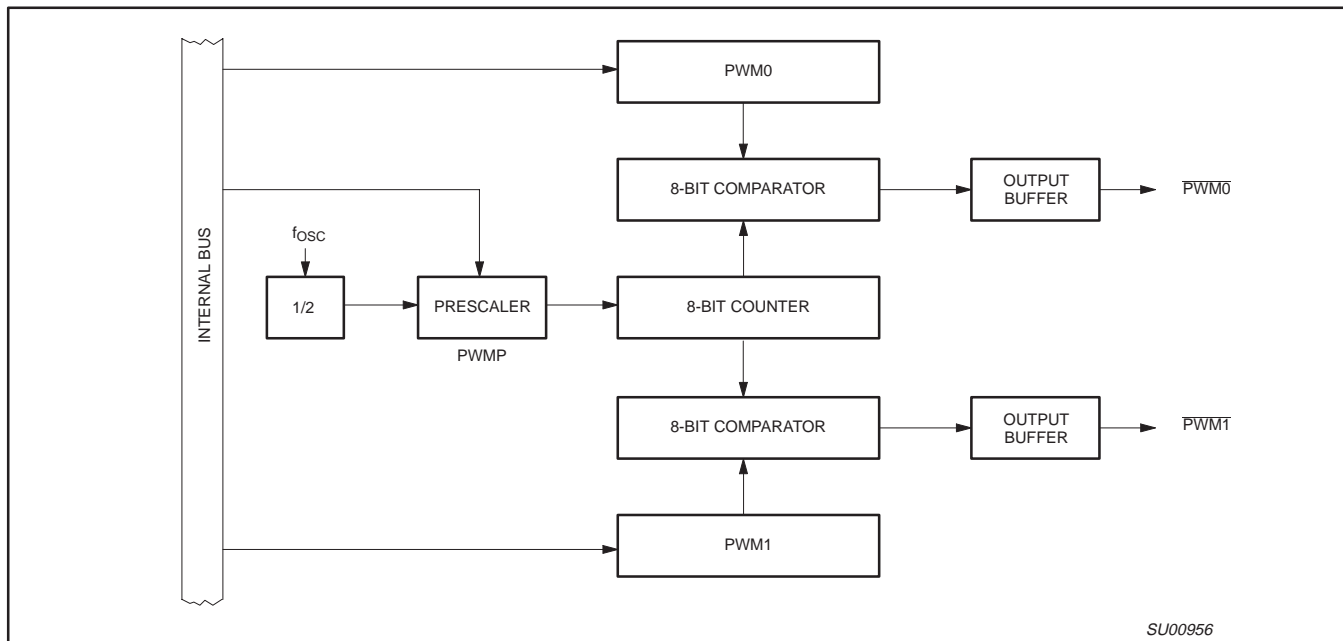 PWM0
8-BIT COMPARATOR
OUTPUT
BUFFER
PWM0
INTERNAL BUS
fOSC
1/2
PRESCALER
8-BIT COUNTER
PWMP
8-BIT COMPARATOR
OUTPUT
BUFFER
PWM1
PWM1
SU00956